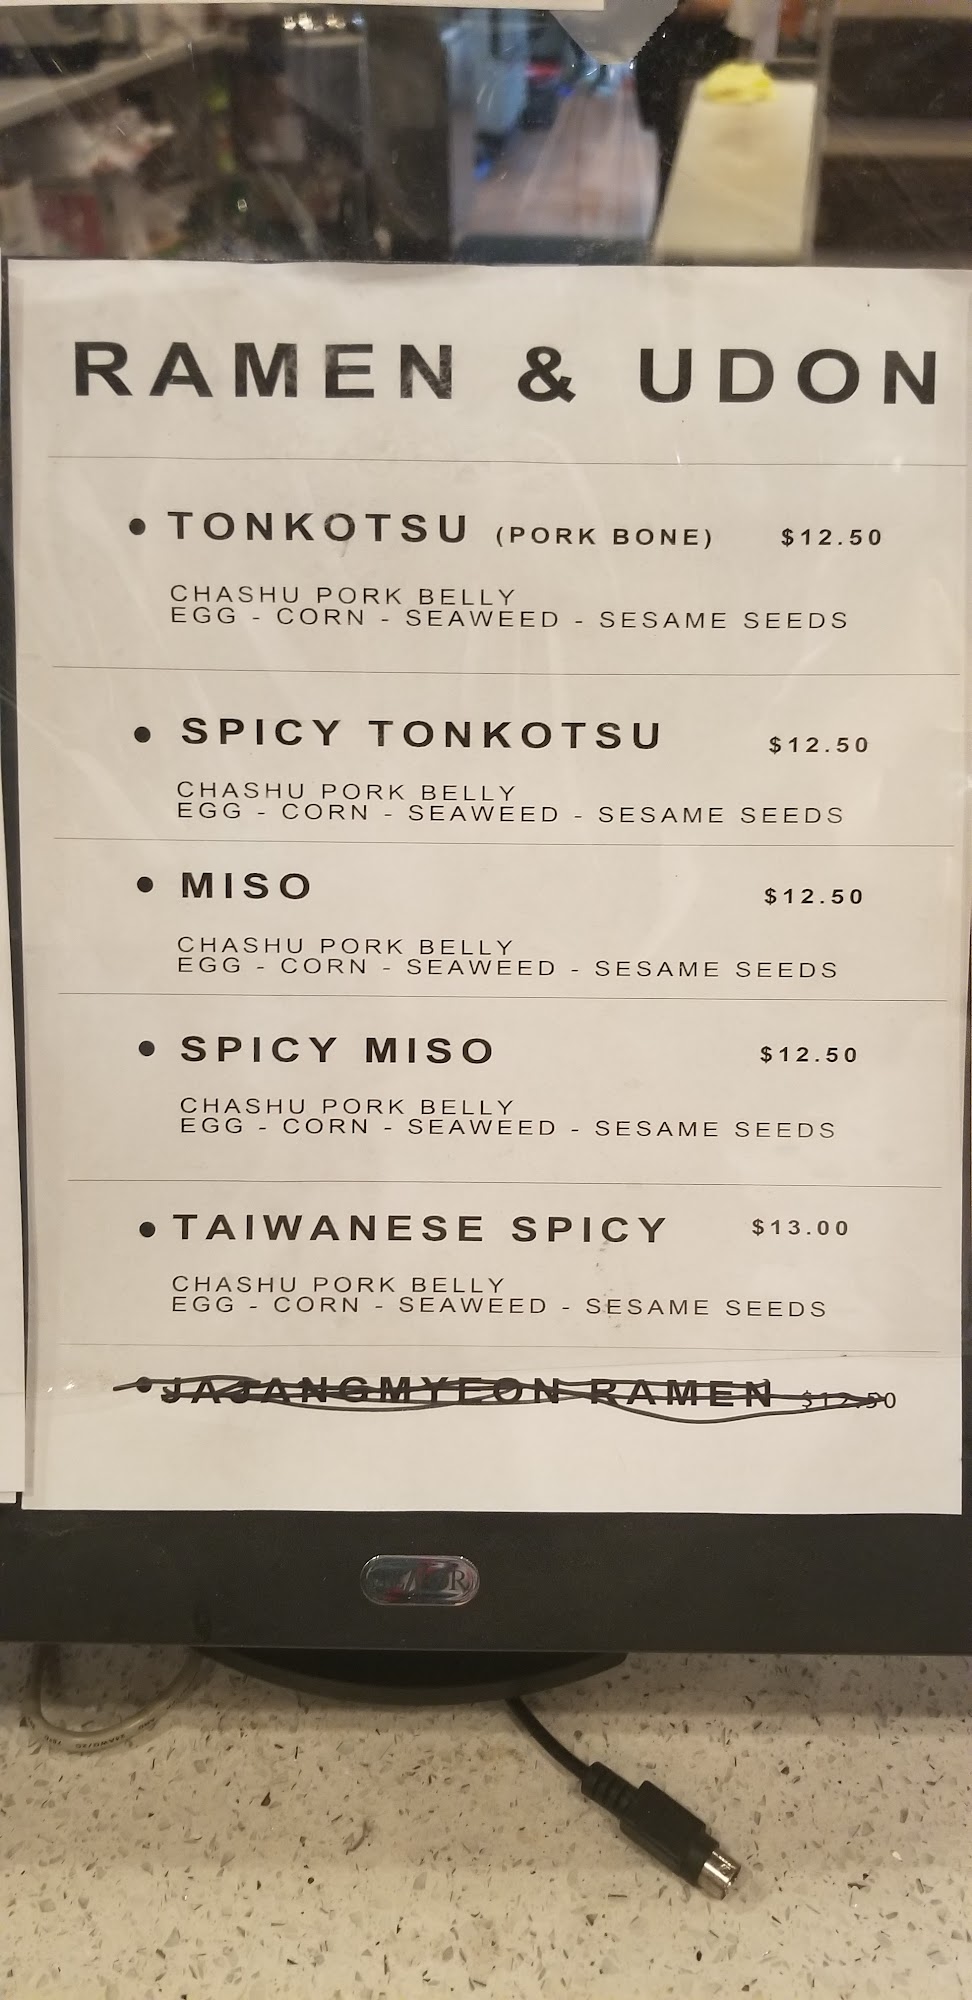 RAMEN & UDON
• TONKOTSU (PORK BONE) $12.50
CHASHU PORK BELLY
EGG - CORN - SEAWEED - SESAME SEEDS
• SPICY TONKOTSU $12.50
CHASHU PORK BELLY
EGG - CORN - SEAWEED - SESAME SEEDS
• MISO $12.50
CHASHU PORK BELLY
EGG - CORN - SEAWEED - SESAME SEEDS
• SPICY MISO $12.50
CHASHU PORK BELLY
EGG - CORN - SEAWEED - SESAME SEEDS
• TAIWANESE SPICY $13.00
CHASHU PORK BELLY
EGG - CORN - SEAWEED - SESAME SEEDS
• JAJANGMYEON RAMEN $12.50